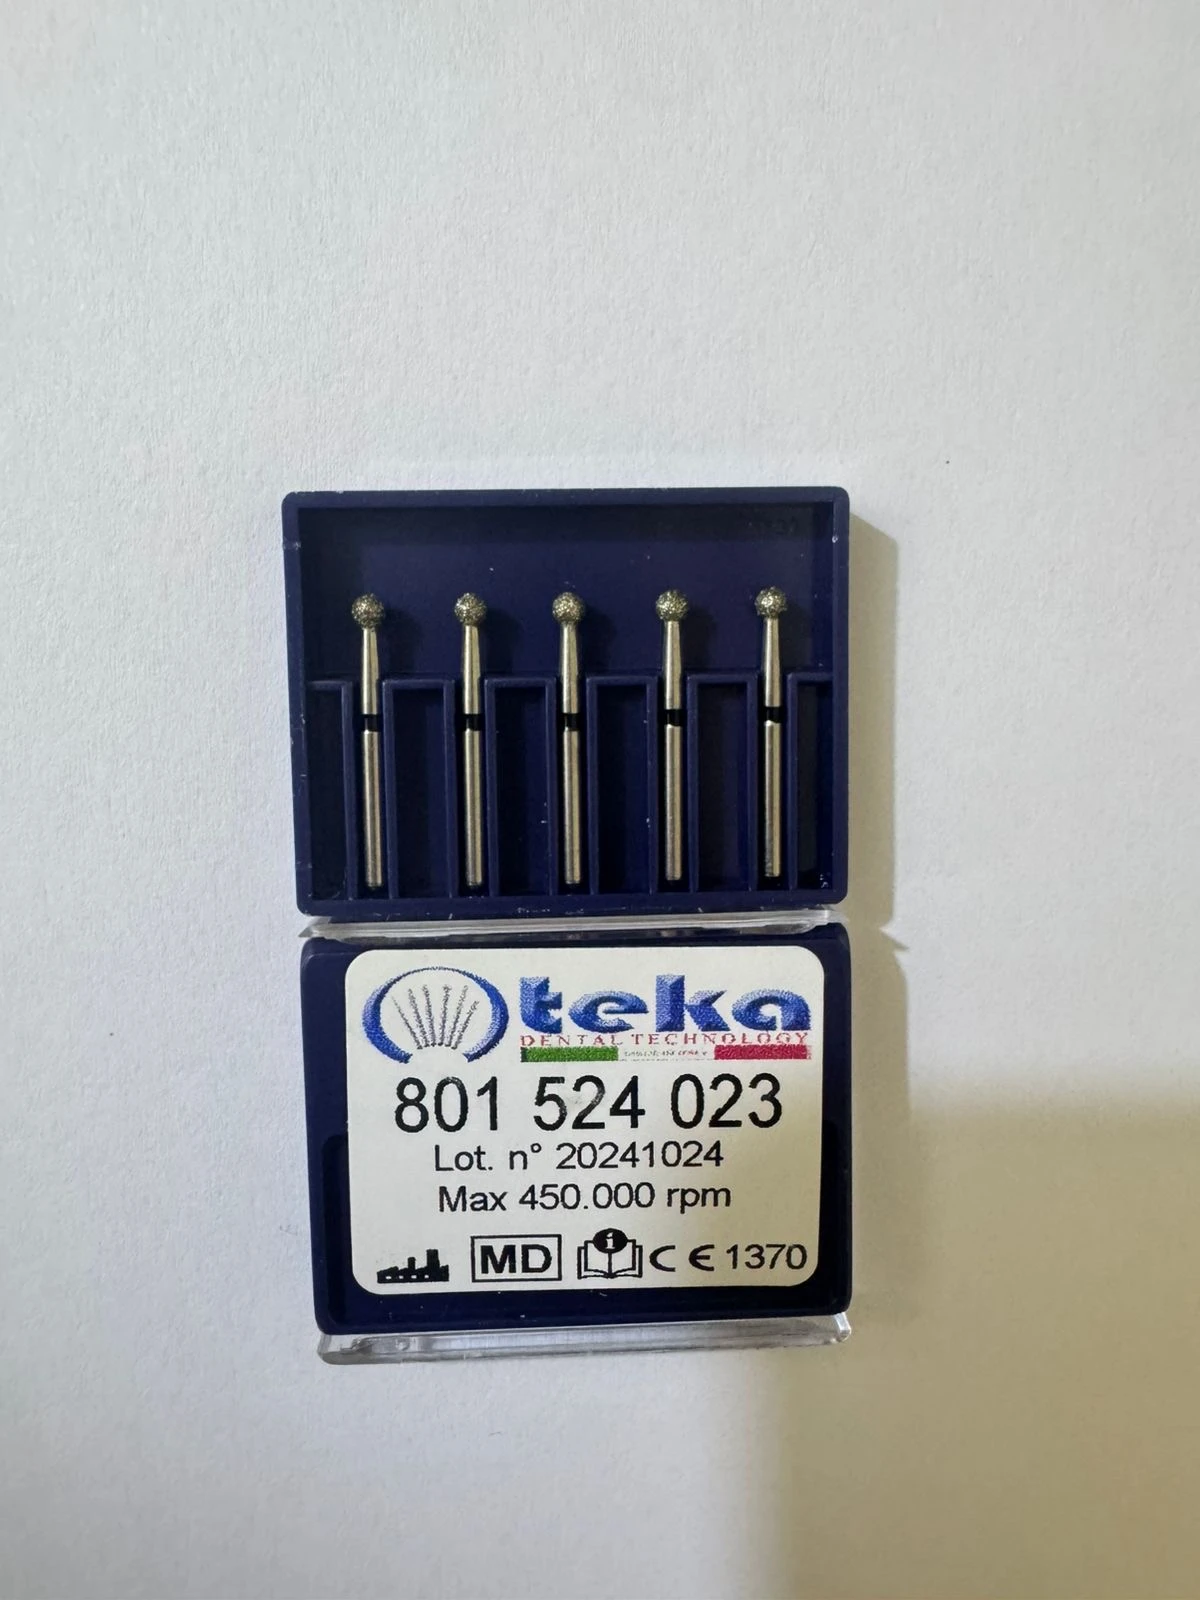 teka
DENTAL TECHNOLOGY
801 524 023
Lot. n° 20241024
Max 450.000 rpm
MD i CE 1370